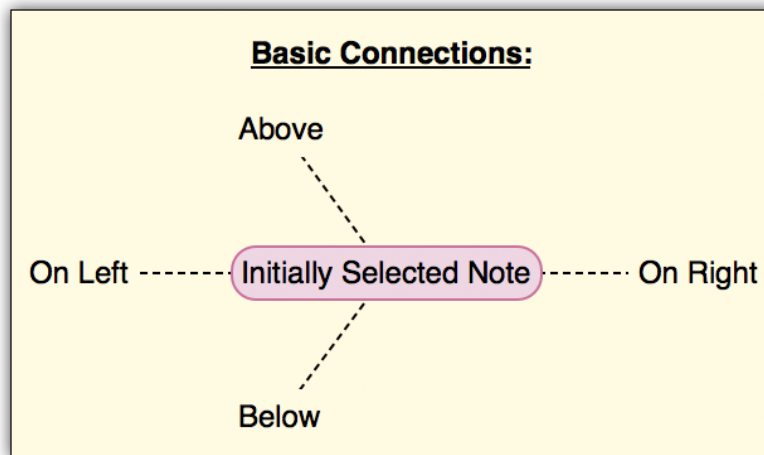 Basic Connections:
Above
On Left
Initially Selected Note
On Right
Below